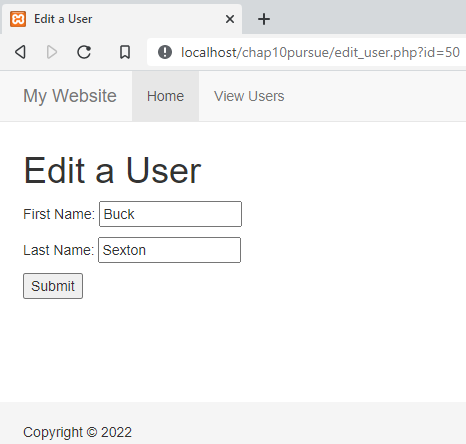 Edit a User
localhost/chap10pursue/edit_user.php?id=50
My Website Home View Users
Edit a User
First Name: Buck
Last Name: Sexton
Submit
Copyright © 2022